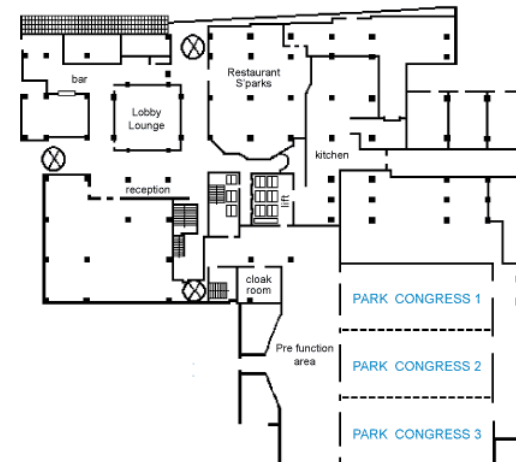 bar
Restaurant
S'parks
Lobby
Lounge
kitchen
reception
lift
cloak
room
PARK CONGRESS 1
Pre function
area
PARK CONGRESS 2
PARK CONGRESS 3